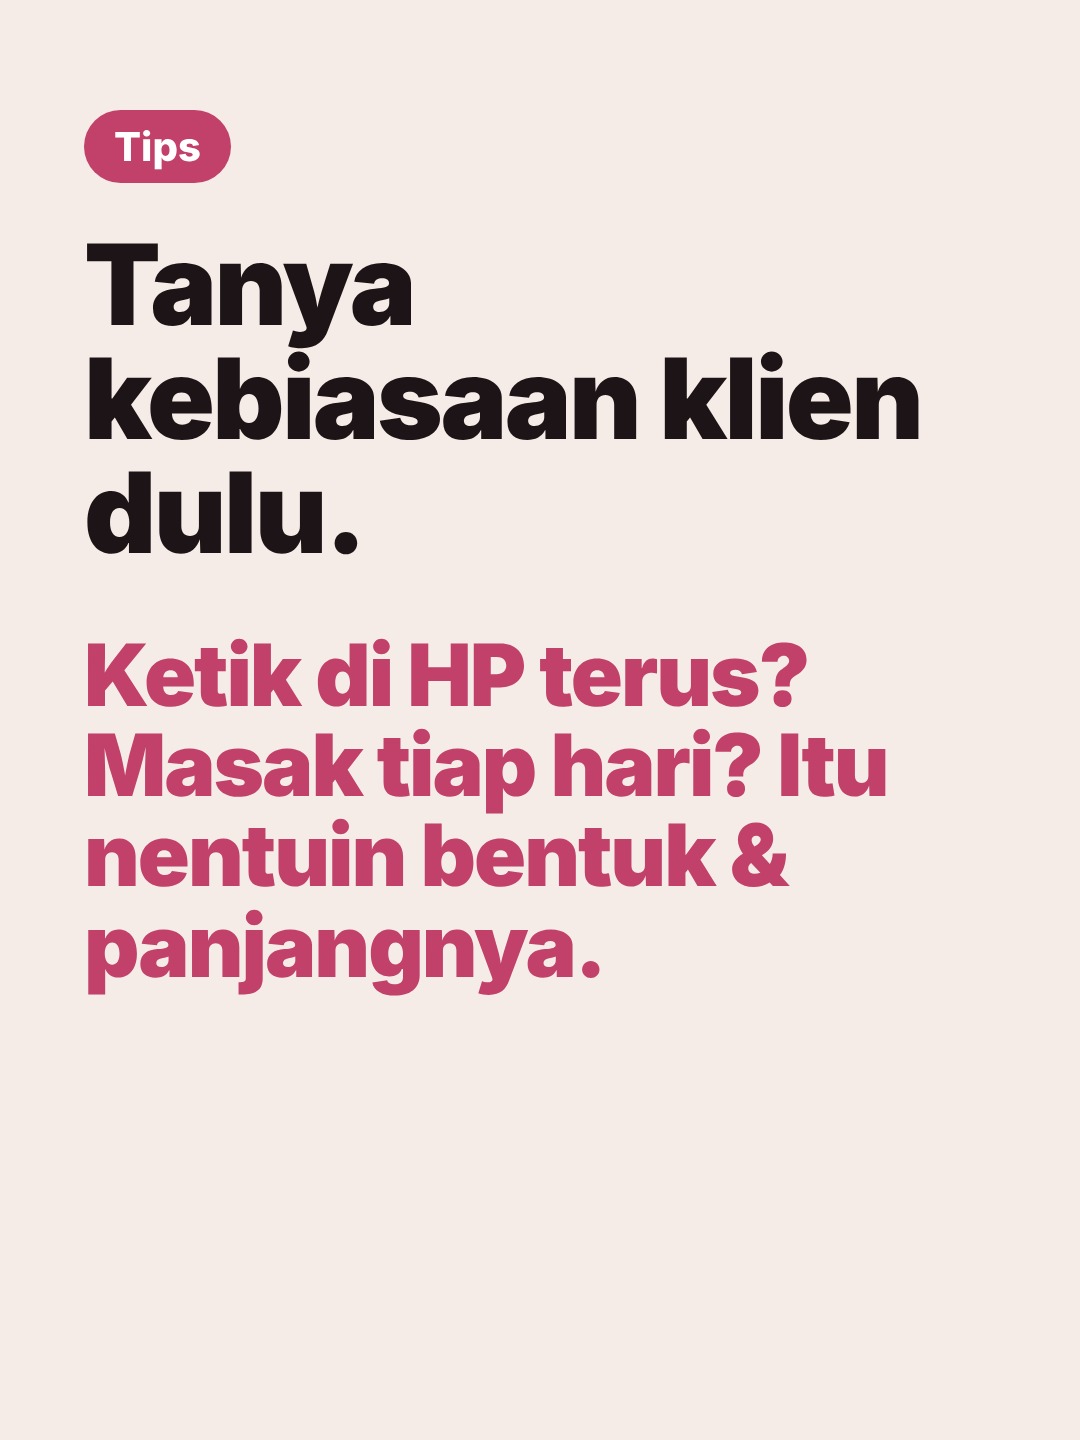 Tips
Tanya
kebiasaan klien
dulu.
Ketik di HP terus?
Masak tiap hari? Itu
nentuin bentuk &
panjangnya.